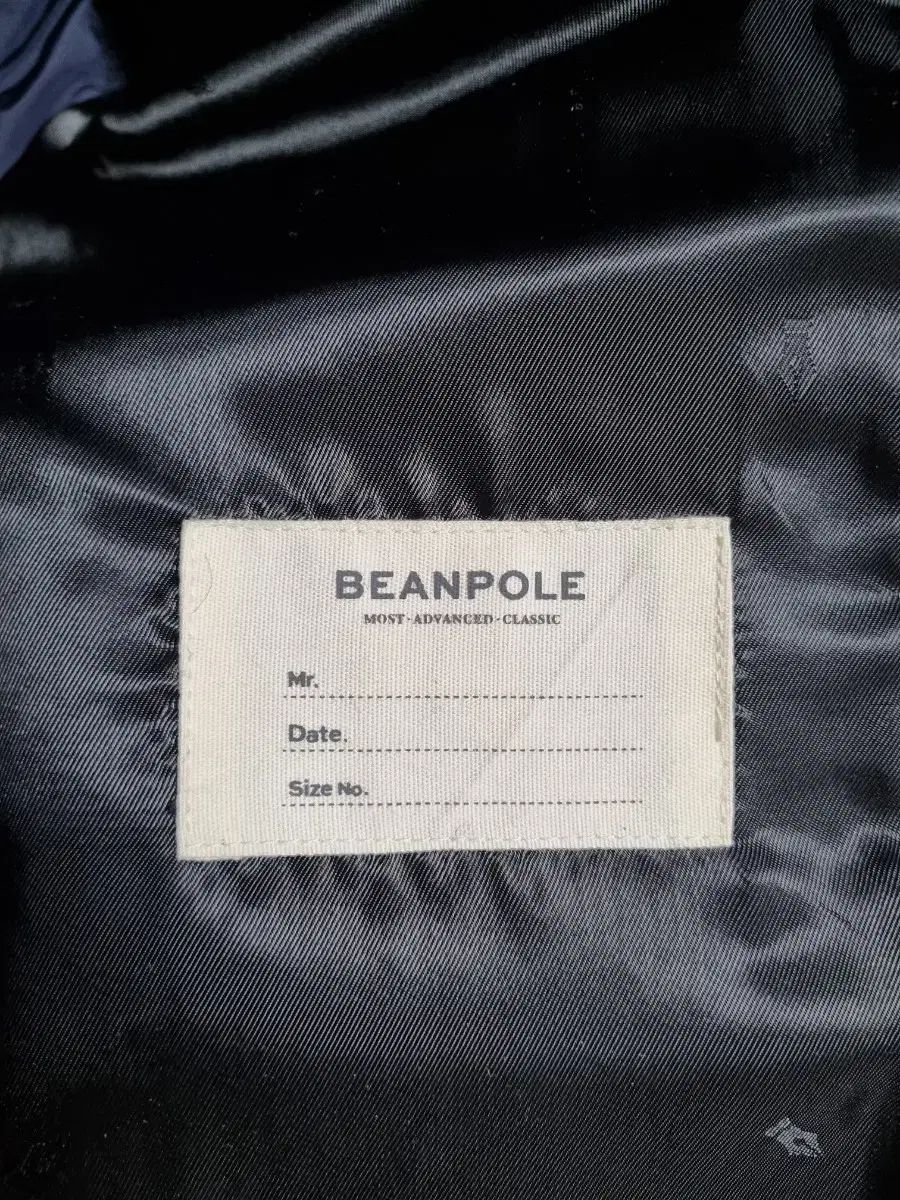 BEANPOLE
MOST·ADVANCED·CLASSIC
Mr.
Date.
Size No.